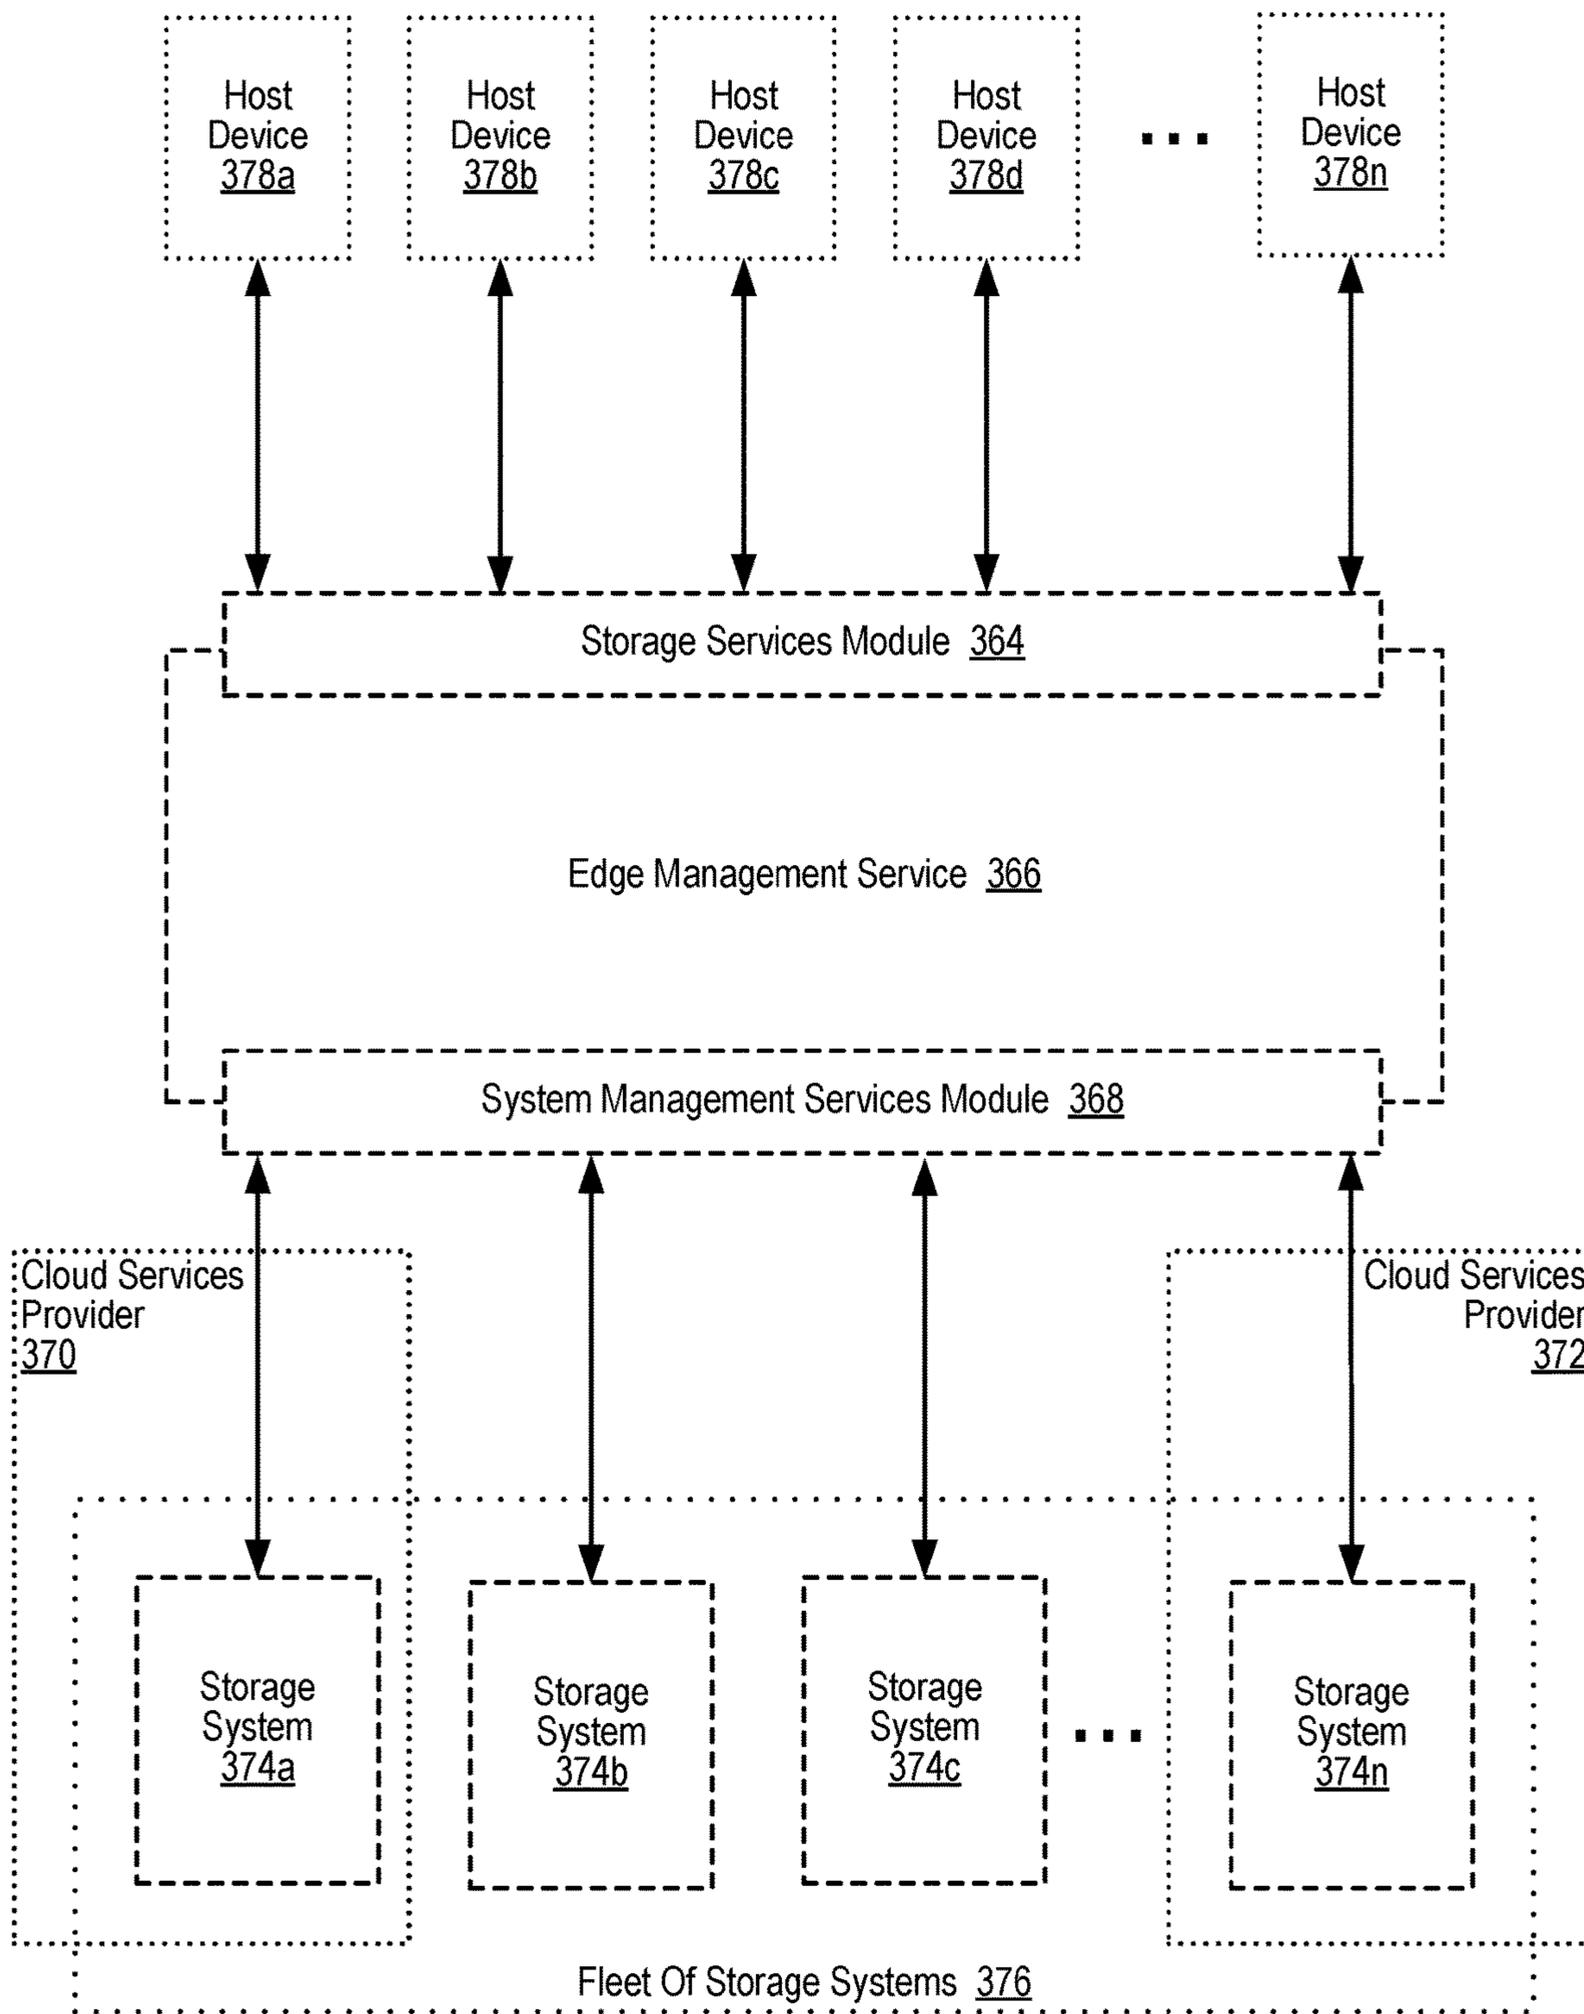 Host
Device
378a
Host
Device
378b
Host
Device
378c
Host
Device
378d
...
Host
Device
378n
Storage Services Module 364
Edge Management Service 366
System Management Services Module 368
Cloud Services
Provider
370
Cloud Services
Provider
372
Storage
System
374a
Storage
System
374b
Storage
System
374c
...
Storage
System
374n
Fleet Of Storage Systems 376